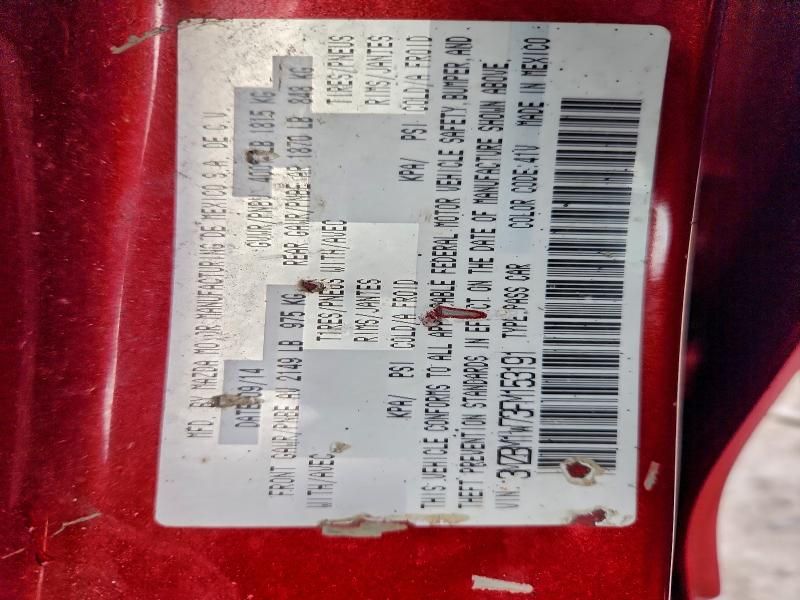 MFD. BY MAZDA MOTOR MANUFACTURING DE MEXICO S.A. DE C.V.
GVWR/PNBV LB 1815 KG
FRONT GAWR/PNBE AV 2149 LB 975 KG REAR GAWR/PNBE AR 1870 LB 848 KG
WITH/AVEC TIRES/PNEUS WITH/AVEC TIRES/PNEUS
RIMS/JANTES RIMS/JANTES
KPA/ PSI COLD/A FROID KPA/ PSI COLD/A FROID
THIS VEHICLE CONFORMS TO ALL APPLICABLE FEDERAL MOTOR VEHICLE SAFETY, BUMPER, AND
THEFT PREVENTION STANDARDS IN EFFECT ON THE DATE OF MANUFACTURE SHOWN ABOVE.
VIN: 3MZBM1W73FM153191 TYPE:PASS CAR COLOR CODE:41V MADE IN MEXICO